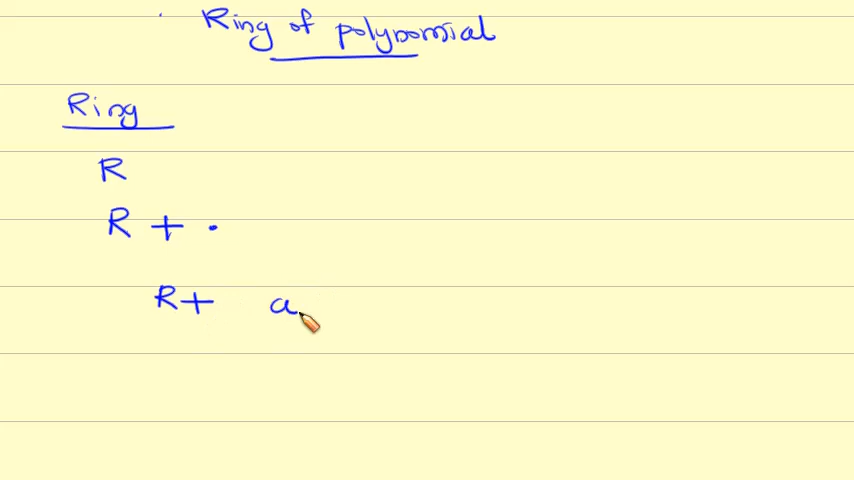 Ring of polynomial
Ring
R
R + ·
R+ a